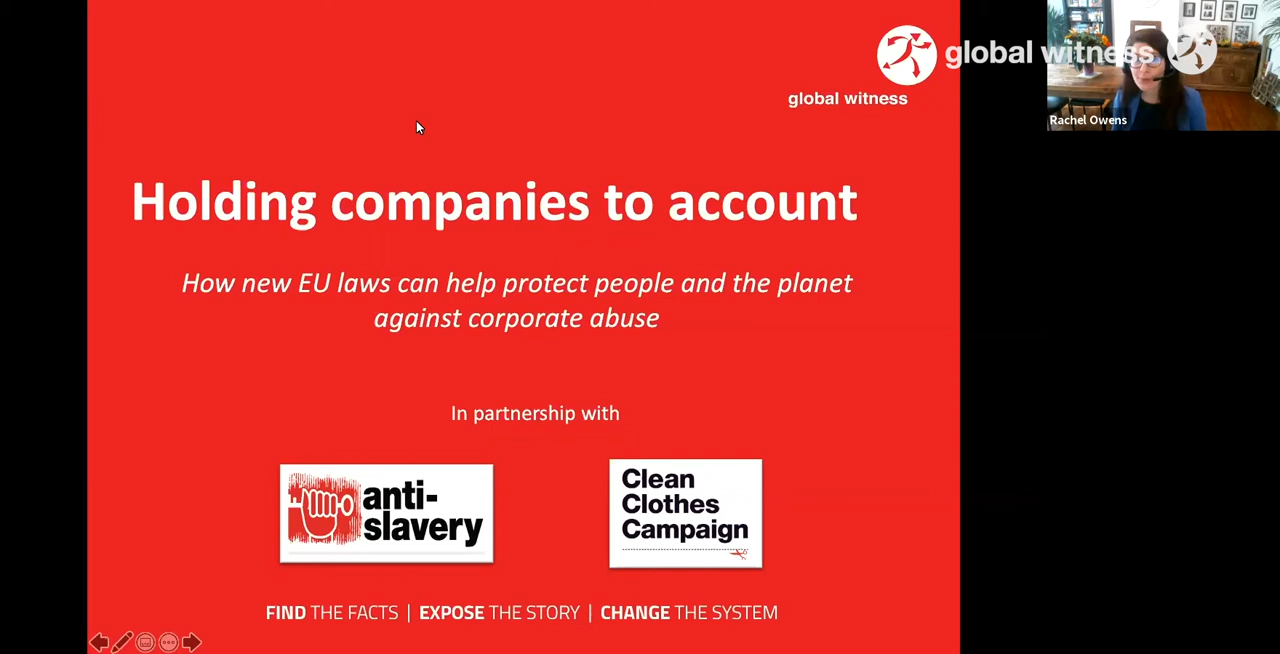 global witness
global witness
Rachel Owens
Holding companies to account
How new EU laws can help protect people and the planet
against corporate abuse
In partnership with
anti-
slavery
Clean
Clothes
Campaign
FIND THE FACTS | EXPOSE THE STORY | CHANGE THE SYSTEM